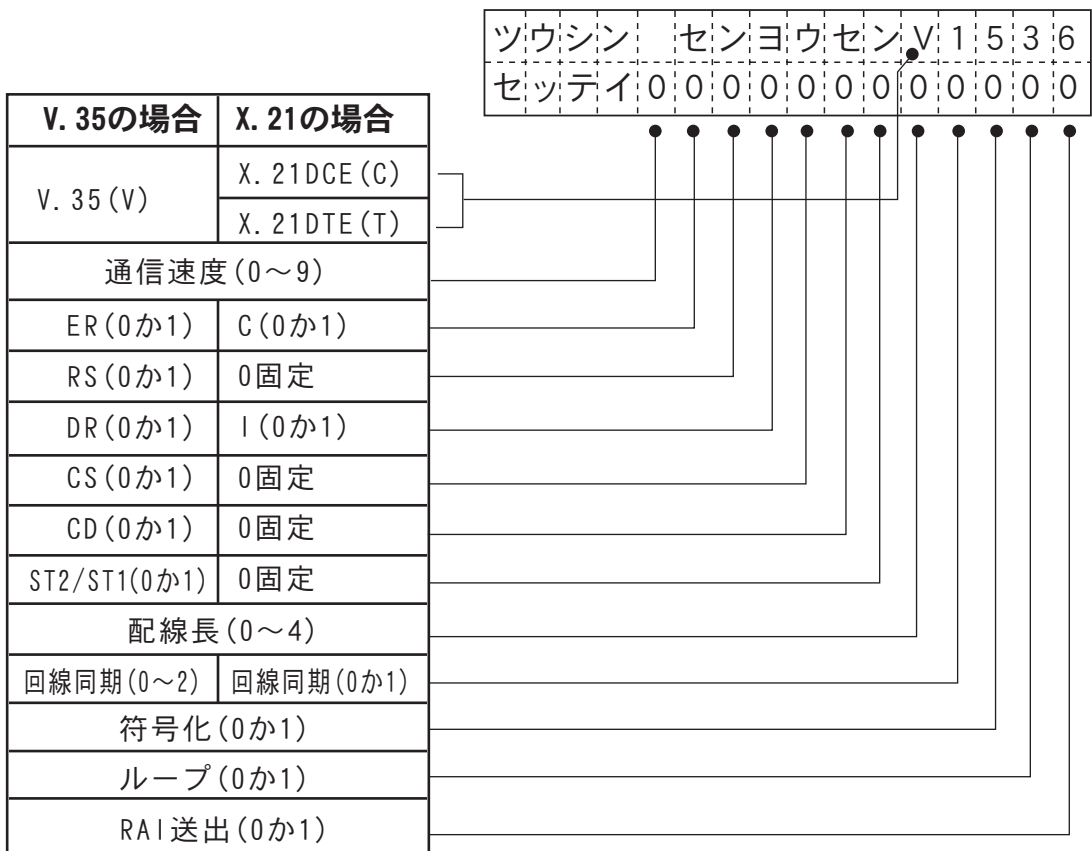 ツウシン センヨウセンV1536
セッテイ000000000000
V.35の場合 X.21の場合
V.35(V) X.21DCE(C)
X.21DTE(T)
通信速度(0～9)
ER(0か1) C(0か1)
RS(0か1) 0固定
DR(0か1) I(0か1)
CS(0か1) 0固定
CD(0か1) 0固定
ST2/ST1(0か1) 0固定
配線長(0～4)
回線同期(0～2) 回線同期(0か1)
符号化(0か1)
ループ(0か1)
RAI送出(0か1)